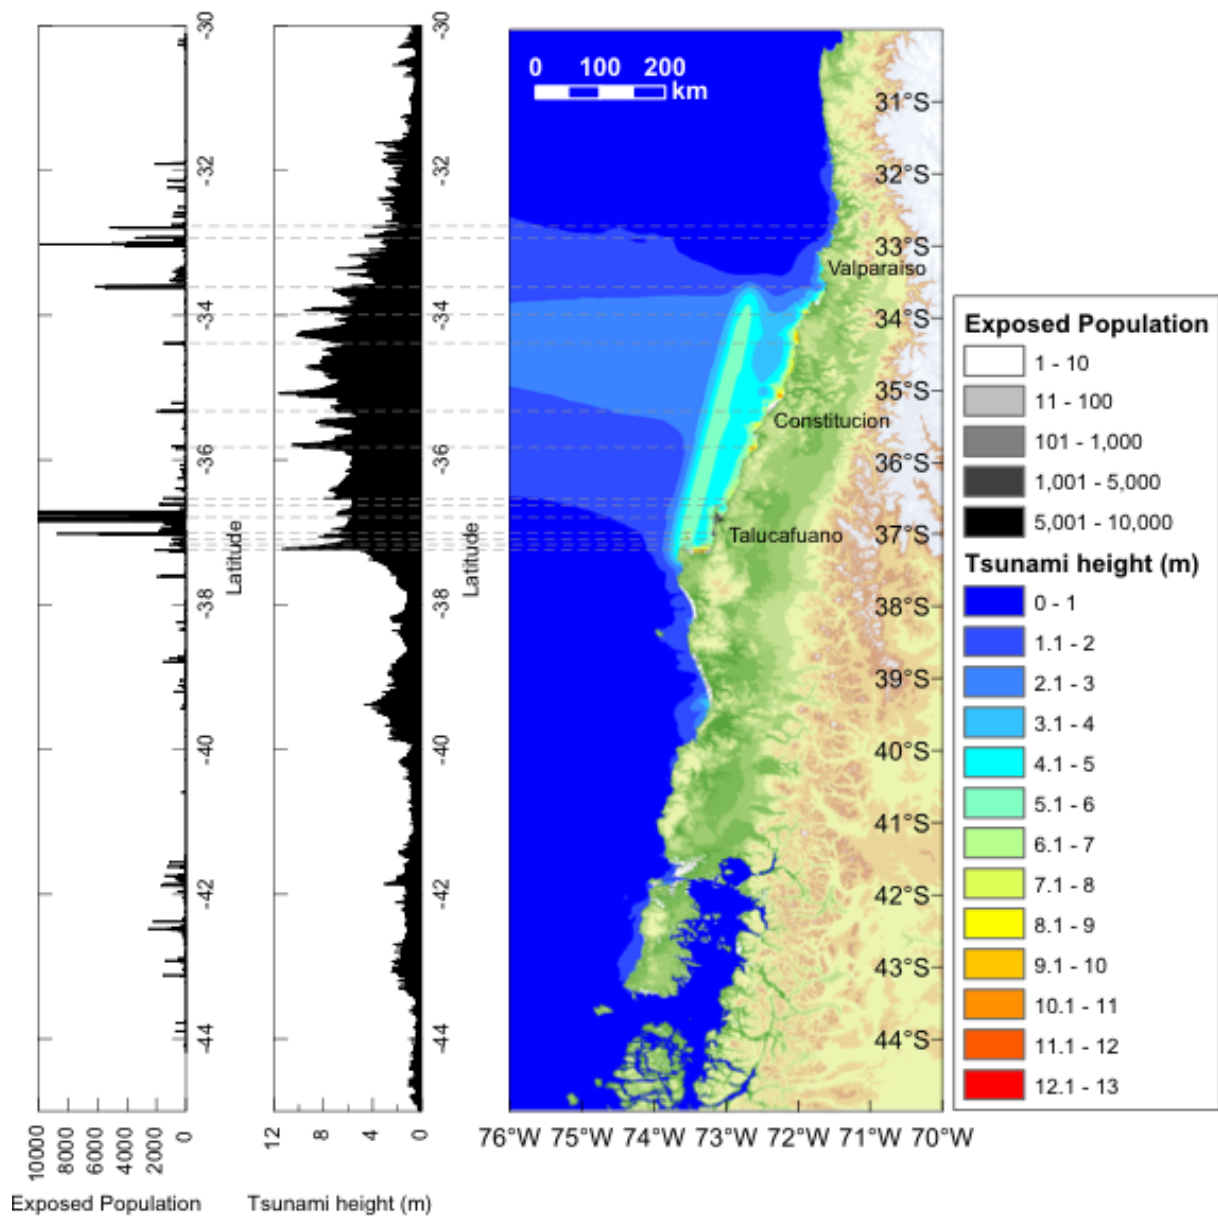 -30
-32
-34
-36
-38
-40
-42
-44
Latitude
10000
8000
6000
4000
2000
0
Exposed Population
-30
-32
-34
-36
-38
-40
-42
-44
Latitude
12
8
4
0
Tsunami height (m)
0 100 200
km
31°S
32°S
33°S
Valparaiso
34°S
35°S
Constitucion
36°S
37°S
Talucafuano
38°S
39°S
40°S
41°S
42°S
43°S
44°S
76°W 75°W 74°W 73°W 72°W 71°W 70°W
Exposed Population
1 - 10
11 - 100
101 - 1,000
1,001 - 5,000
5,001 - 10,000
Tsunami height (m)
0 - 1
1.1 - 2
2.1 - 3
3.1 - 4
4.1 - 5
5.1 - 6
6.1 - 7
7.1 - 8
8.1 - 9
9.1 - 10
10.1 - 11
11.1 - 12
12.1 - 13